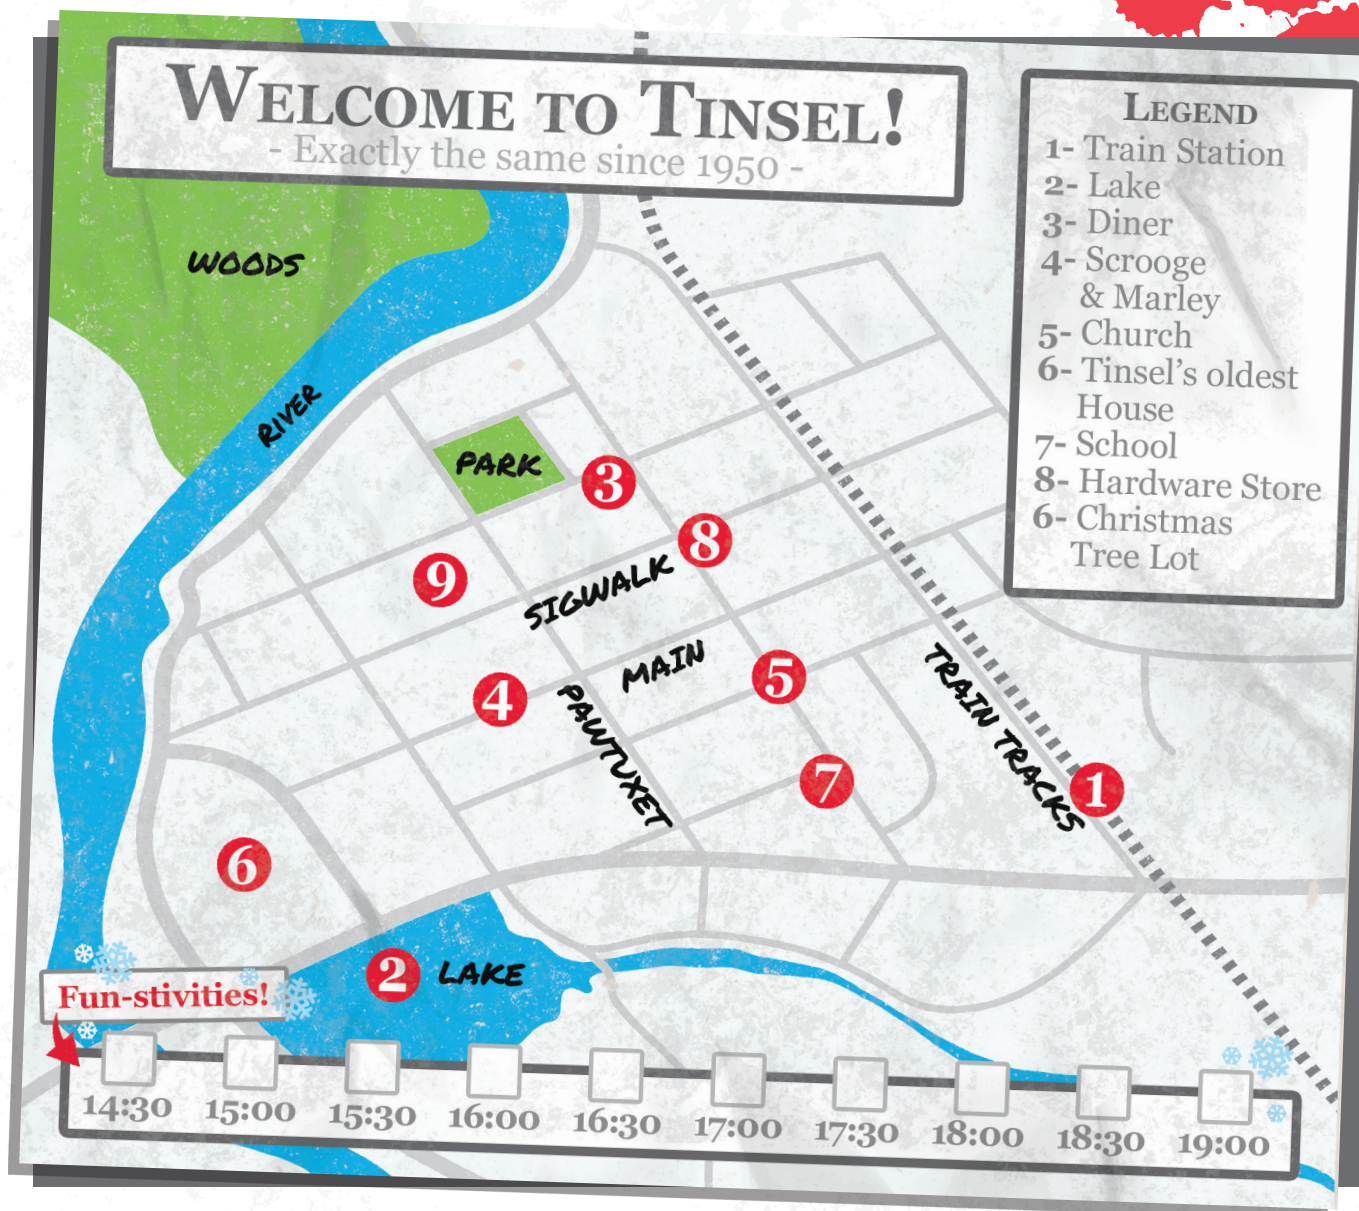 WELCOME TO TINSEL!
- Exactly the same since 1950 -
LEGEND
1- Train Station
2- Lake
3- Diner
4- Scrooge
& Marley
5- Church
6- Tinsel's oldest
House
7- School
8- Hardware Store
6- Christmas
Tree Lot
WOODS
RIVER
PARK
3
8
9
SIGWALK
MAIN
5
4
PAWTUXET
TRAIN TRACKS
7
1
6
2
LAKE
Fun-stivities!
14:30 15:00 15:30 16:00 16:30 17:00 17:30 18:00 18:30 19:00